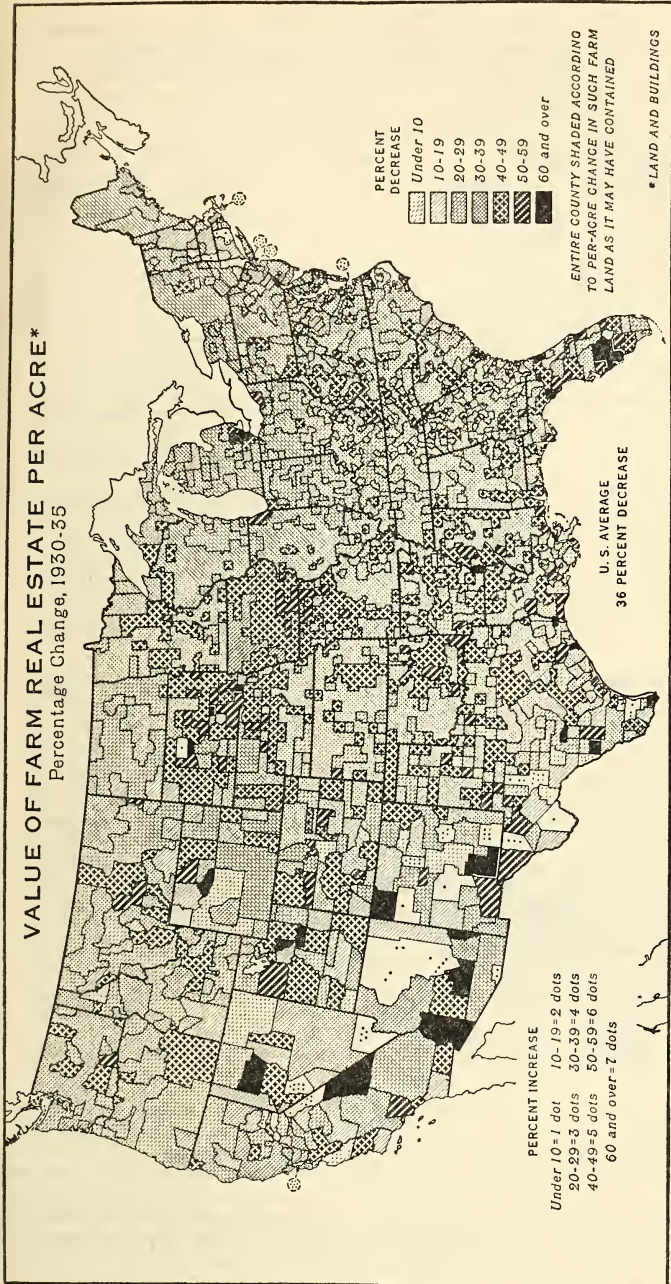 VALUE OF FARM REAL ESTATE PER ACRE*
Percentage Change, 1930-35
PERCENT
DECREASE
Under 10
10-19
20-29
30-39
40-49
50-59
60 and over
ENTIRE COUNTY SHADED ACCORDING
TO PER-ACRE CHANGE IN SUCH FARM
LAND AS IT MAY HAVE CONTAINED
* LAND AND BUILDINGS
U.S. AVERAGE
36 PERCENT DECREASE
PERCENT INCREASE
Under 10=1 dot 10-19=2 dots
20-29=3 dots 30-39=4 dots
40-49=5 dots 50-59=6 dots
60 and over=7 dots